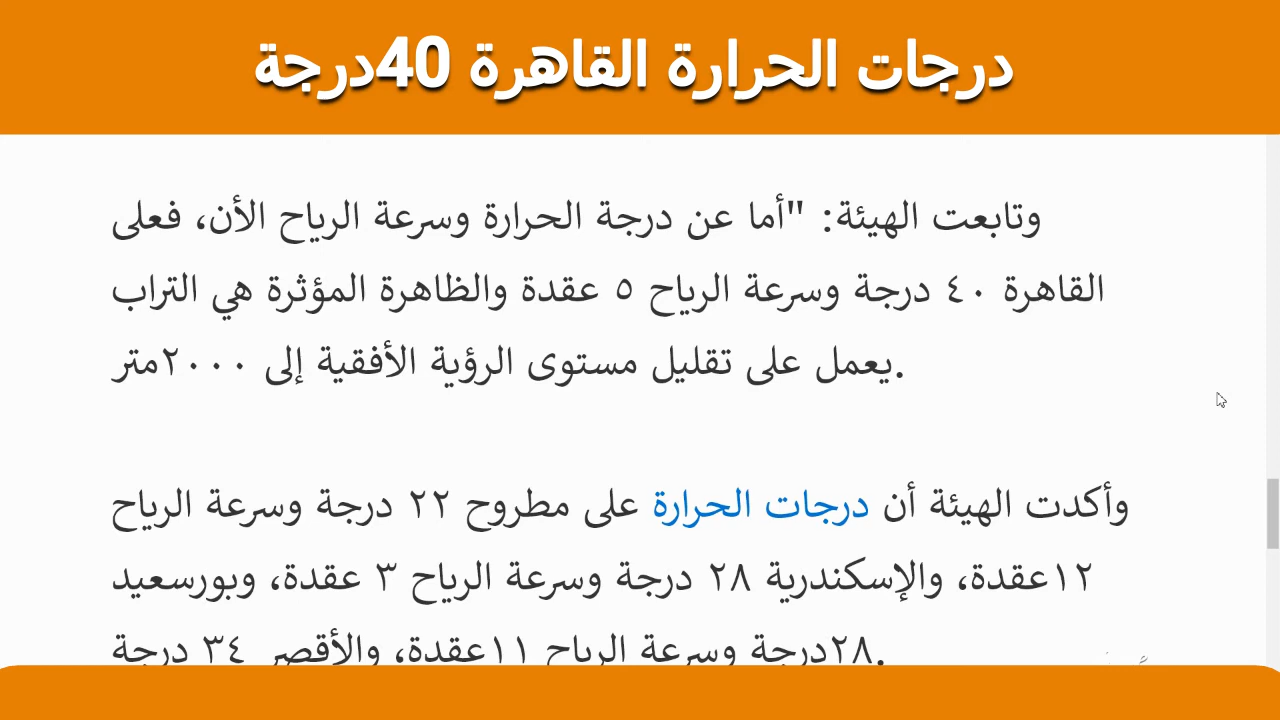 درجات الحرارة القاهرة 40درجة
وتابعت الهيئة: "أما عن درجة الحرارة وسرعة الرياح الأن، فعلى
القاهرة ٤٠ درجة وسرعة الرياح ٥ عقدة والظاهرة المؤثرة هي التراب
يعمل على تقليل مستوى الرؤية الأفقية إلى ٢٠٠٠متر.
وأكدت الهيئة أن درجات الحرارة على مطروح ٢٢ درجة وسرعة الرياح
١٢عقدة، والإسكندرية ٢٨ درجة وسرعة الرياح ٣ عقدة، وبورسعيد
٢٨درجة وسرعة الرياح ١١عقدة، والأقصر ٣٤ درجة.